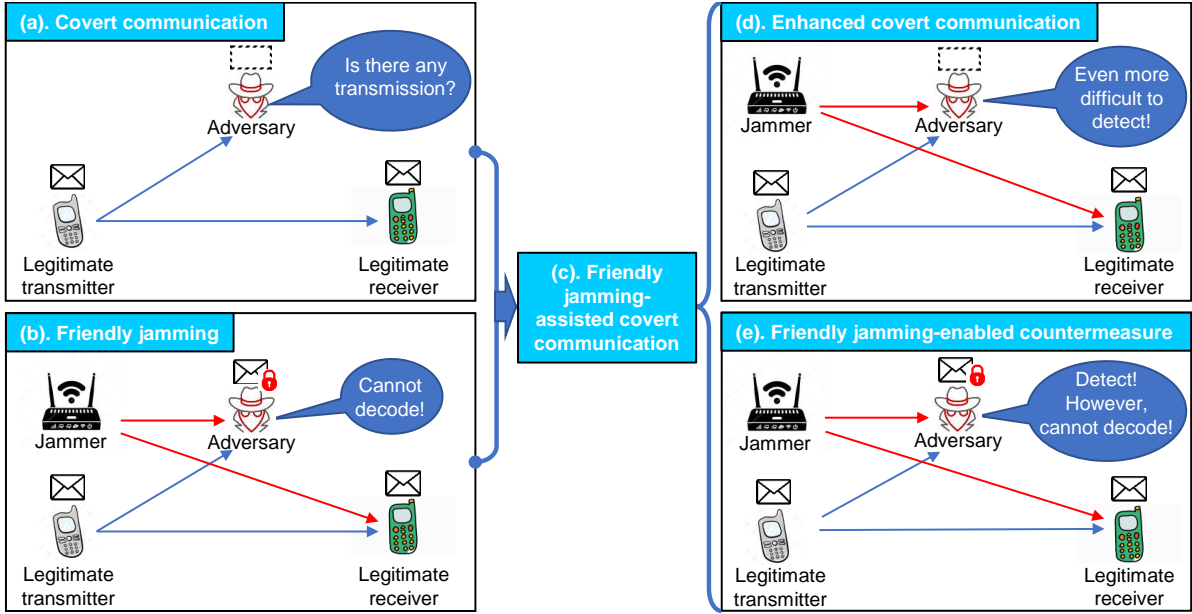 (a). Covert communication
Is there any
transmission?
Adversary
Legitimate
transmitter
Legitimate
receiver
(b). Friendly jamming
Cannot
decode!
Jammer
Adversary
Legitimate
transmitter
Legitimate
receiver
(c). Friendly
jamming-
assisted covert
communication
(d). Enhanced covert communication
Even more
difficult to
detect!
Jammer
Adversary
Legitimate
transmitter
Legitimate
receiver
(e). Friendly jamming-enabled countermeasure
Detect!
However,
cannot decode!
Jammer
Adversary
Legitimate
transmitter
Legitimate
receiver